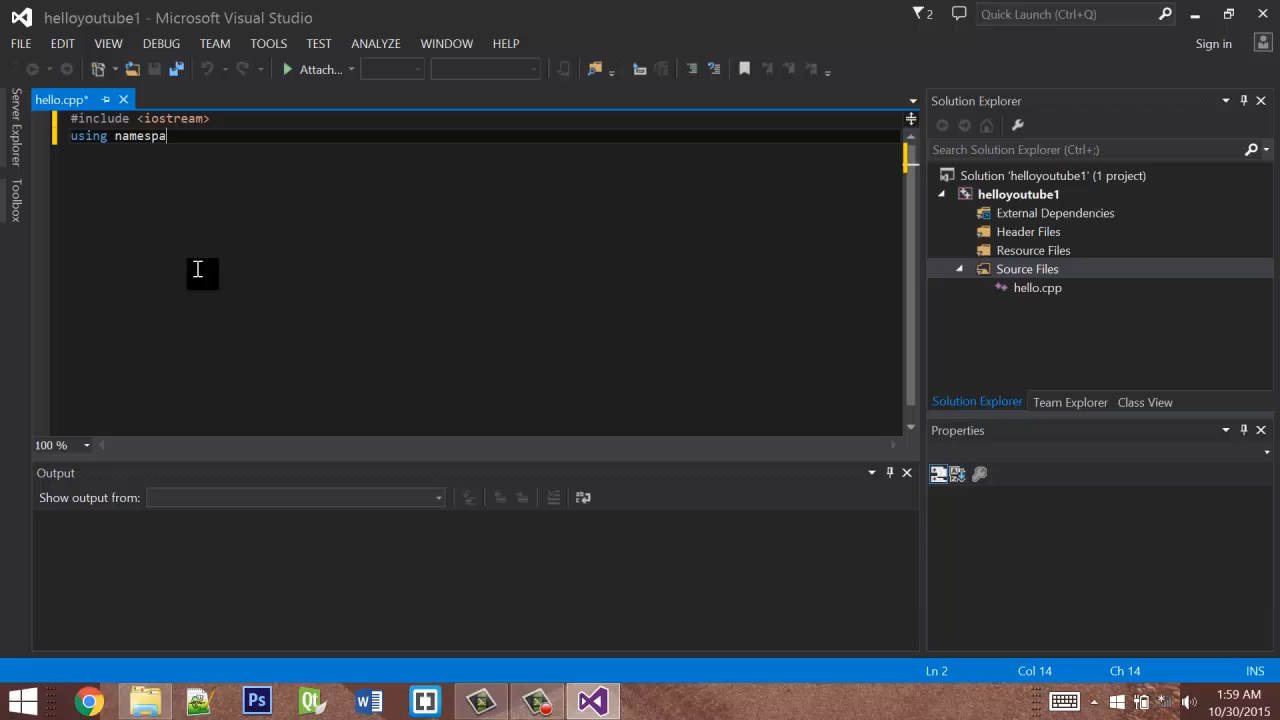 helloyoutube1 - Microsoft Visual Studio
2
Quick Launch (Ctrl+Q)
FILE EDIT VIEW DEBUG TEAM TOOLS TEST ANALYZE WINDOW HELP
Sign in
Attach...
Server Explorer
Toolbox
hello.cpp*
#include <iostream>
using namespa
100 %
Output
Show output from:
Solution Explorer
Search Solution Explorer (Ctrl+;)
Solution 'helloyoutube1' (1 project)
helloyoutube1
External Dependencies
Header Files
Resource Files
Source Files
hello.cpp
Solution Explorer Team Explorer Class View
Properties
Ln 2 Col 14 Ch 14 INS
Ps
Qt
1:59 AM
10/30/2015